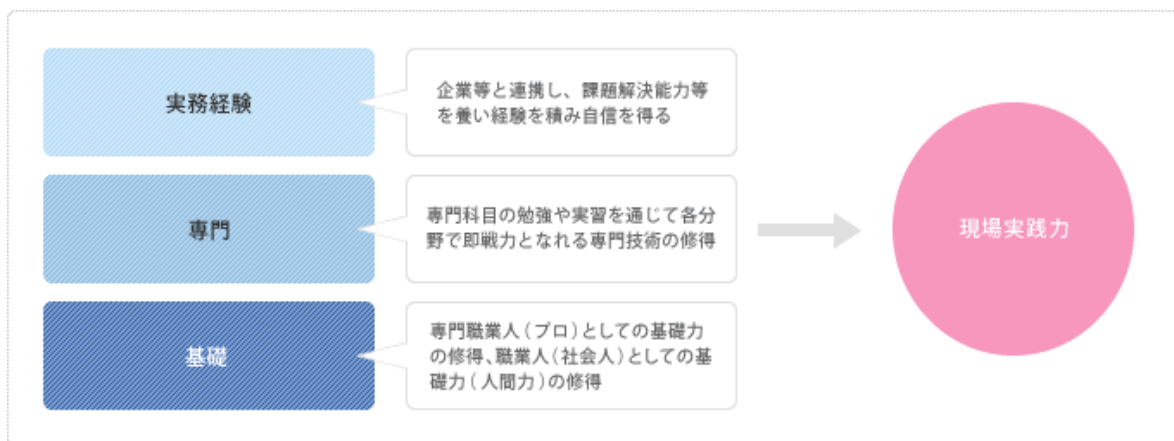 実務経験
企業等と連携し、課題解決能力等
を養い経験を積み自信を得る
専門
専門科目の勉強や実習を通じて各分
野で即戦力となれる専門技術の修得
基礎
専門職業人(プロ)としての基礎力
の修得、職業人(社会人)としての基
礎力(人間力)の修得
現場実践力